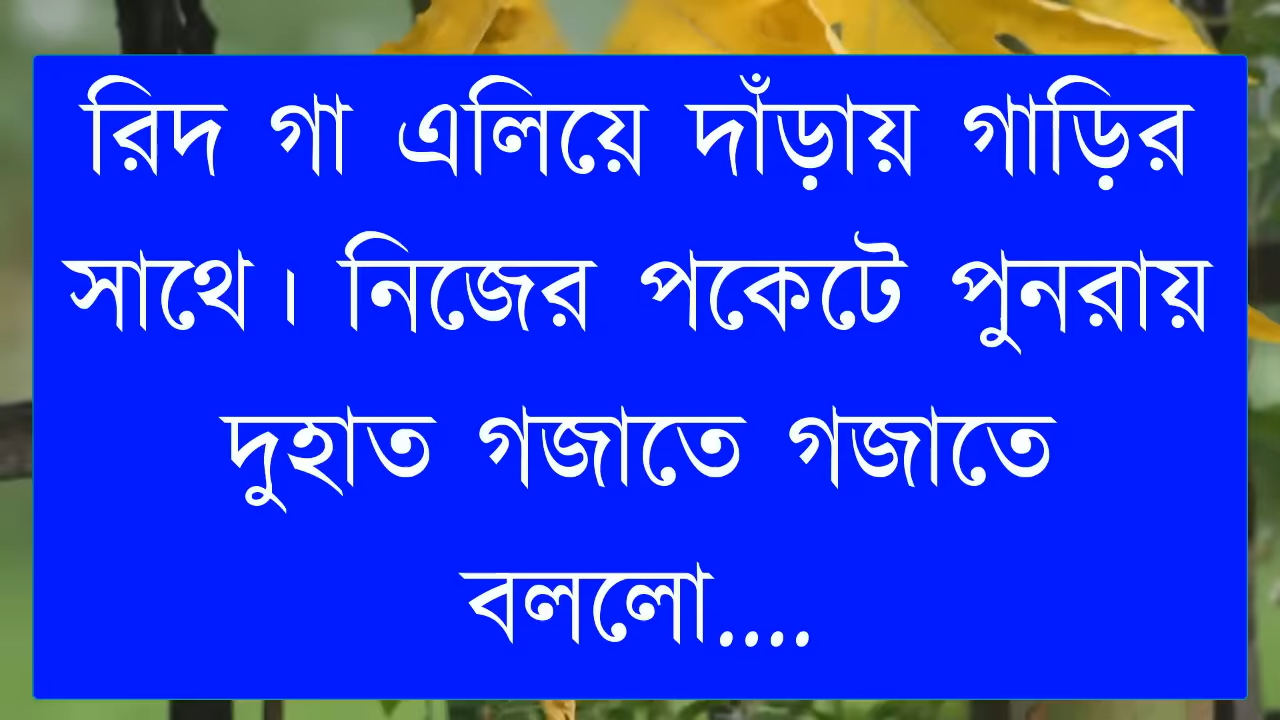 রিদ গা এলিয়ে দাঁড়ায় গাড়ির
সাথে। নিজের পকেটে পুনরায়
দুহাত গজাতে গজাতে
বললো....